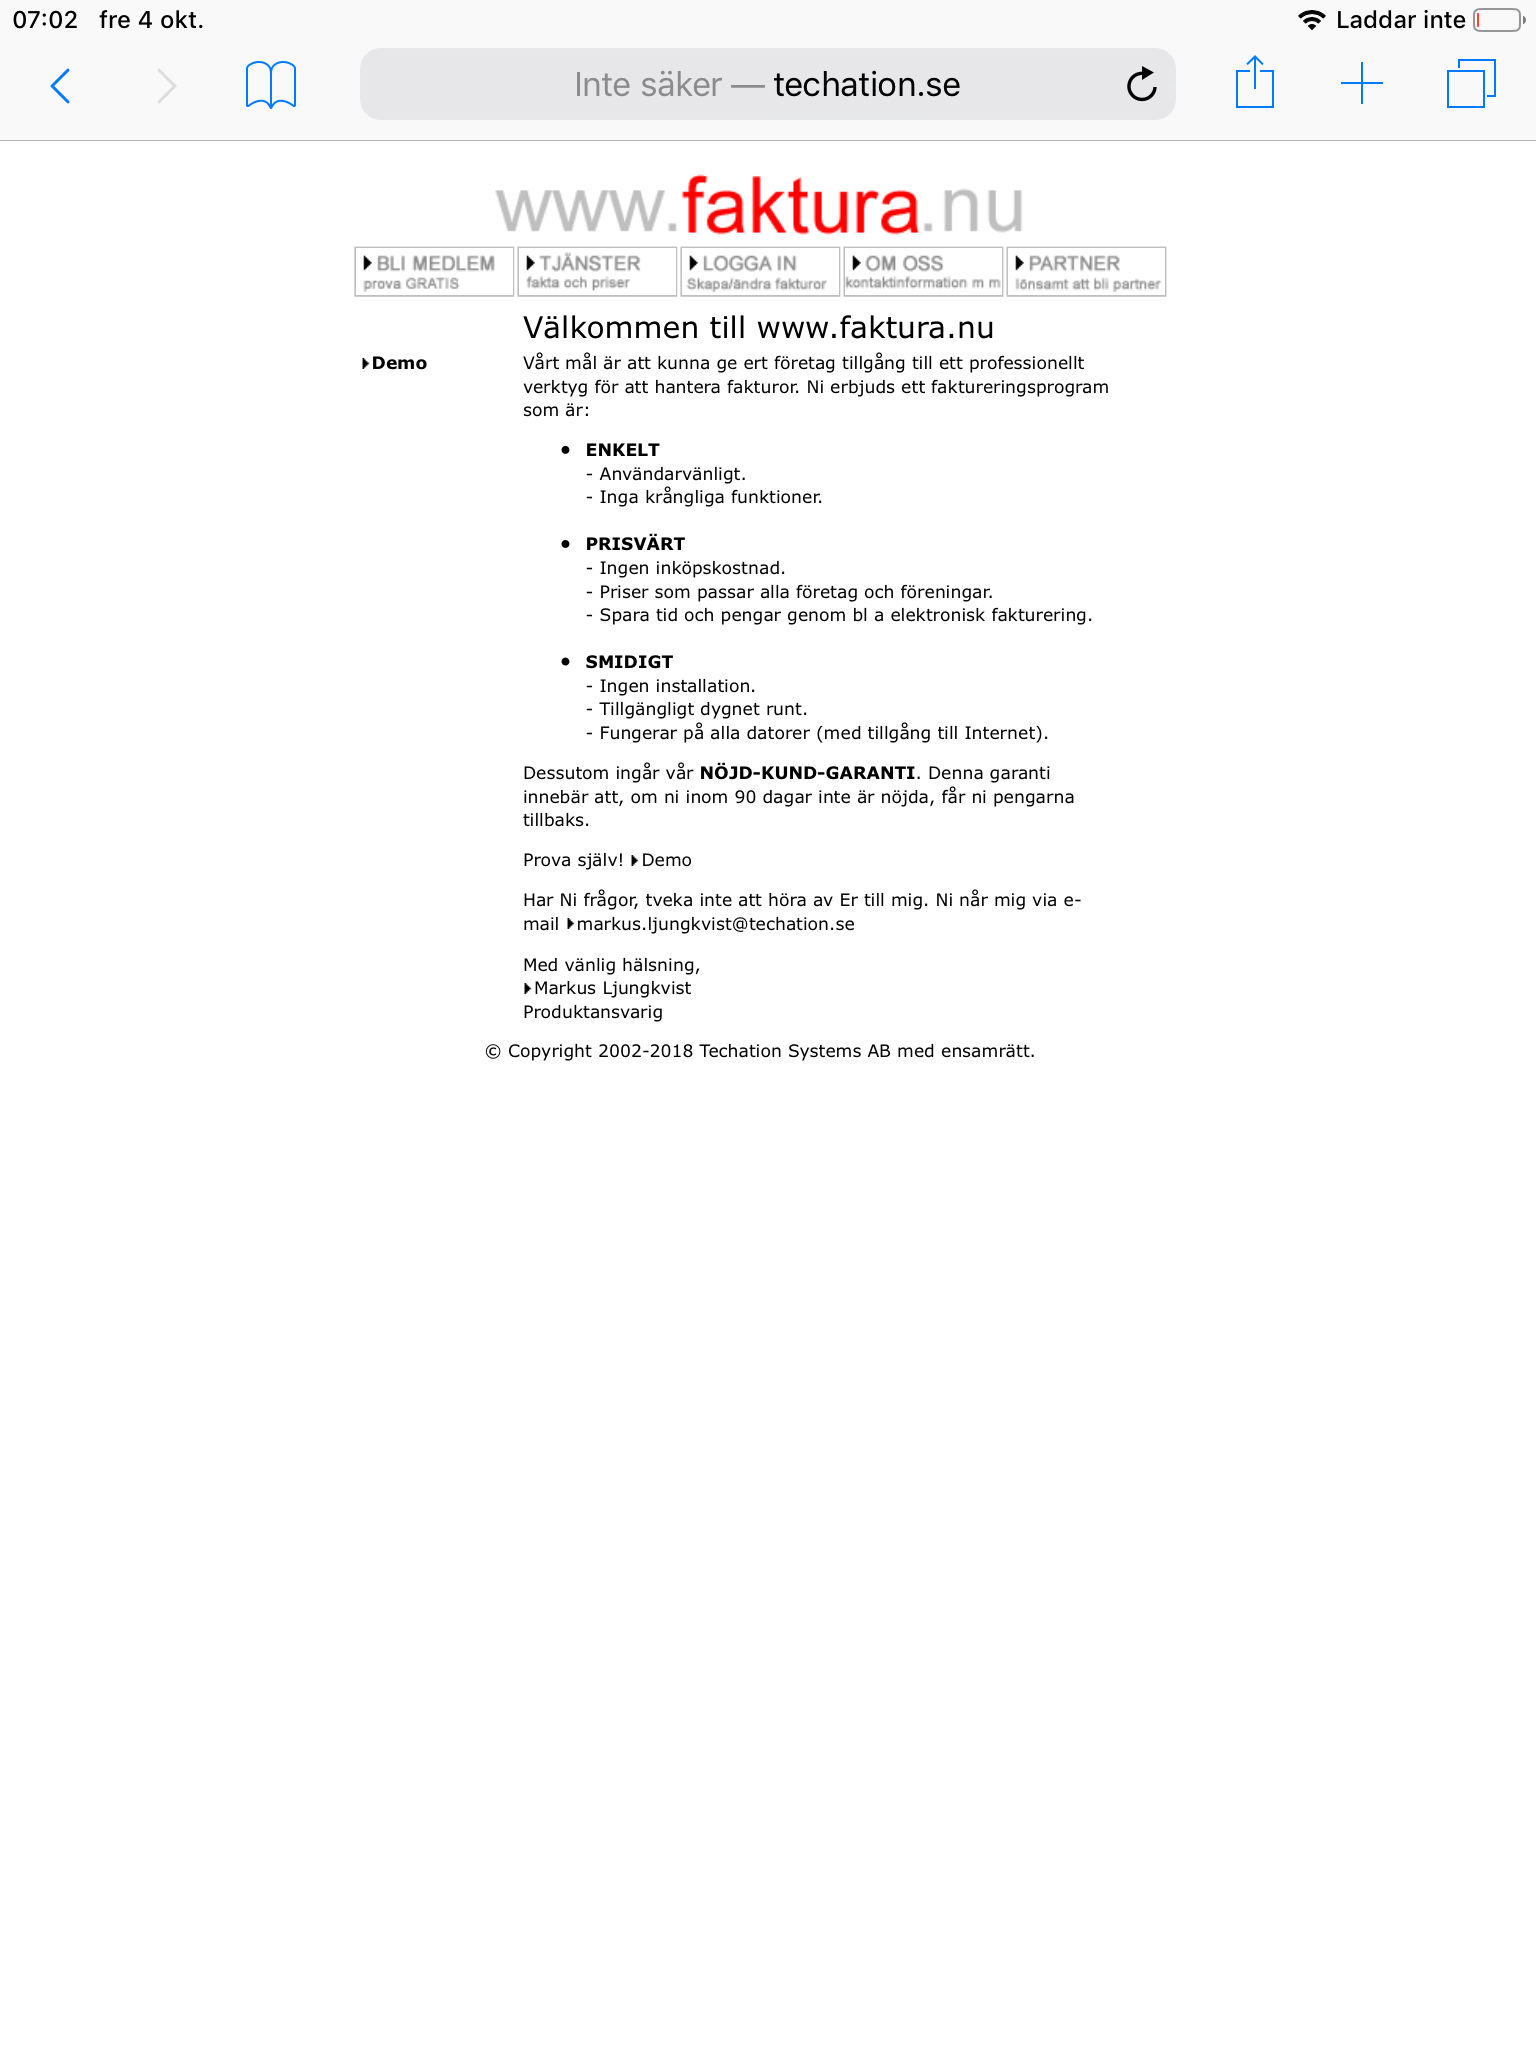 07:02 fre 4 okt.
Laddar inte
Inte säker — techation.se
www.faktura.nu
BLI MEDLEM
prova GRATIS
TJÄNSTER
fakta och priser
LOGGA IN
Skapa/ändra fakturor
OM OSS
kontaktinformation m m
PARTNER
lönsamt att bli partner
Välkommen till www.faktura.nu
Demo
Vårt mål är att kunna ge ert företag tillgång till ett professionellt
verktyg för att hantera fakturor. Ni erbjuds ett faktureringsprogram
som är:
• ENKELT
- Användarvänligt.
- Inga krångliga funktioner.
• PRISVÄRT
- Ingen inköpskostnad.
- Priser som passar alla företag och föreningar.
- Spara tid och pengar genom bl a elektronisk fakturering.
• SMIDIGT
- Ingen installation.
- Tillgängligt dygnet runt.
- Fungerar på alla datorer (med tillgång till Internet).
Dessutom ingår vår NÖJD-KUND-GARANTI. Denna garanti
innebär att, om ni inom 90 dagar inte är nöjda, får ni pengarna
tillbaks.
Prova själv! Demo
Har Ni frågor, tveka inte att höra av Er till mig. Ni når mig via e-
mail markus.ljungkvist@techation.se
Med vänlig hälsning,
Markus Ljungkvist
Produktansvarig
© Copyright 2002-2018 Techation Systems AB med ensamrätt.